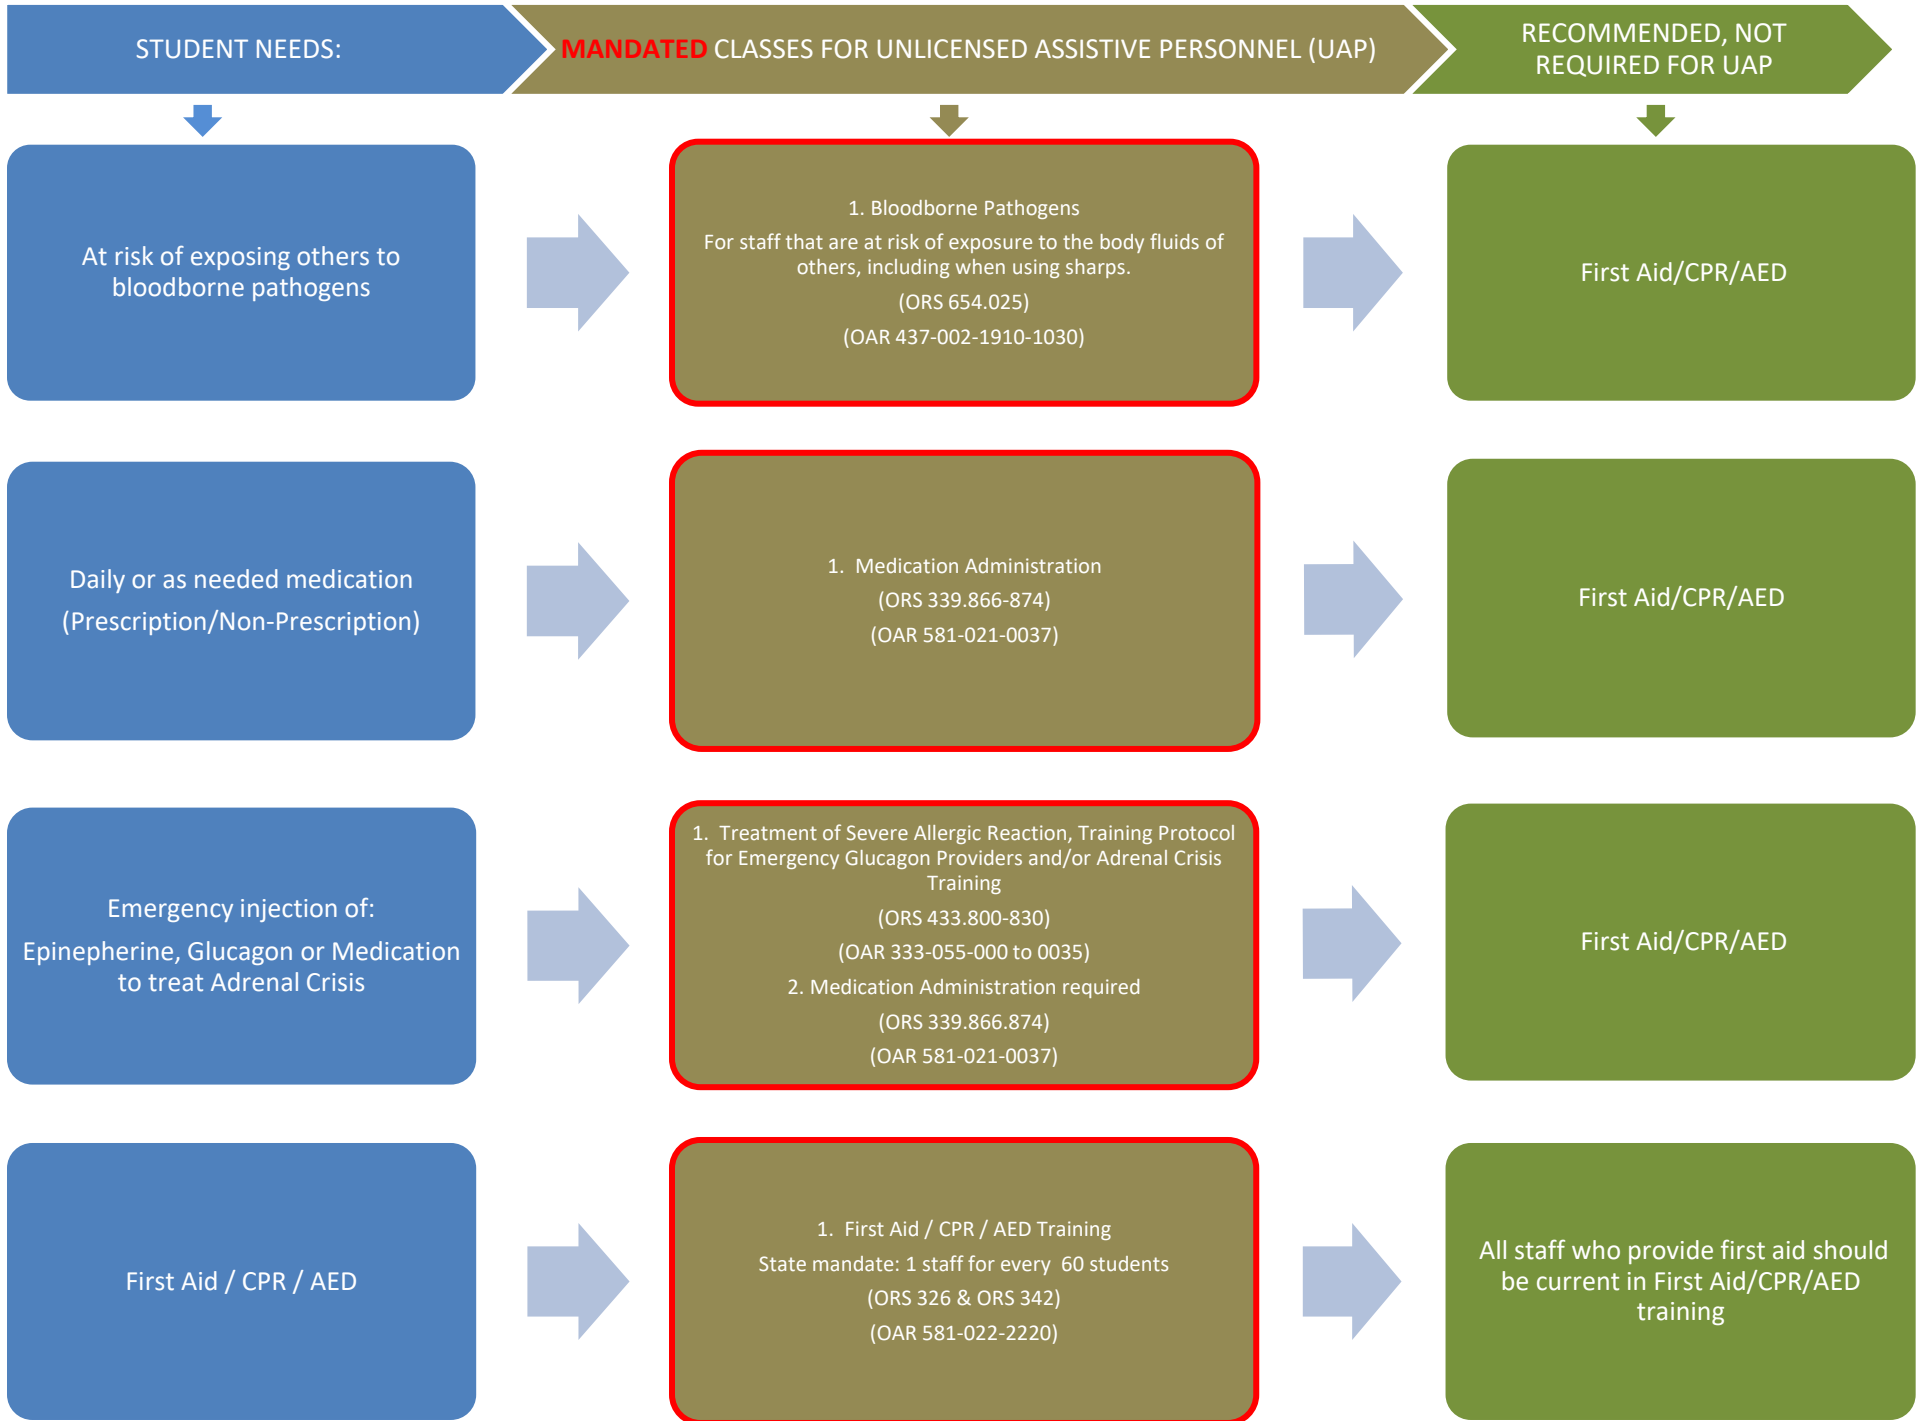 STUDENT NEEDS:
MANDATED CLASSES FOR UNLICENSED ASSISTIVE PERSONNEL (UAP)
RECOMMENDED, NOT
REQUIRED FOR UAP
At risk of exposing others to
bloodborne pathogens
1. Bloodborne Pathogens
For staff that are at risk of exposure to the body fluids of
others, including when using sharps.
(ORS 654.025)
(OAR 437-002-1910-1030)
First Aid/CPR/AED
Daily or as needed medication
(Prescription/Non-Prescription)
1. Medication Administration
(ORS 339.866-874)
(OAR 581-021-0037)
First Aid/CPR/AED
Emergency injection of:
Epinepherine, Glucagon or Medication
to treat Adrenal Crisis
1. Treatment of Severe Allergic Reaction, Training Protocol
for Emergency Glucagon Providers and/or Adrenal Crisis
Training
(ORS 433.800-830)
(OAR 333-055-000 to 0035)
2. Medication Administration required
(ORS 339.866.874)
(OAR 581-021-0037)
First Aid/CPR/AED
First Aid / CPR / AED
1. First Aid / CPR / AED Training
State mandate: 1 staff for every 60 students
(ORS 326 & ORS 342)
(OAR 581-022-2220)
All staff who provide first aid should
be current in First Aid/CPR/AED
training